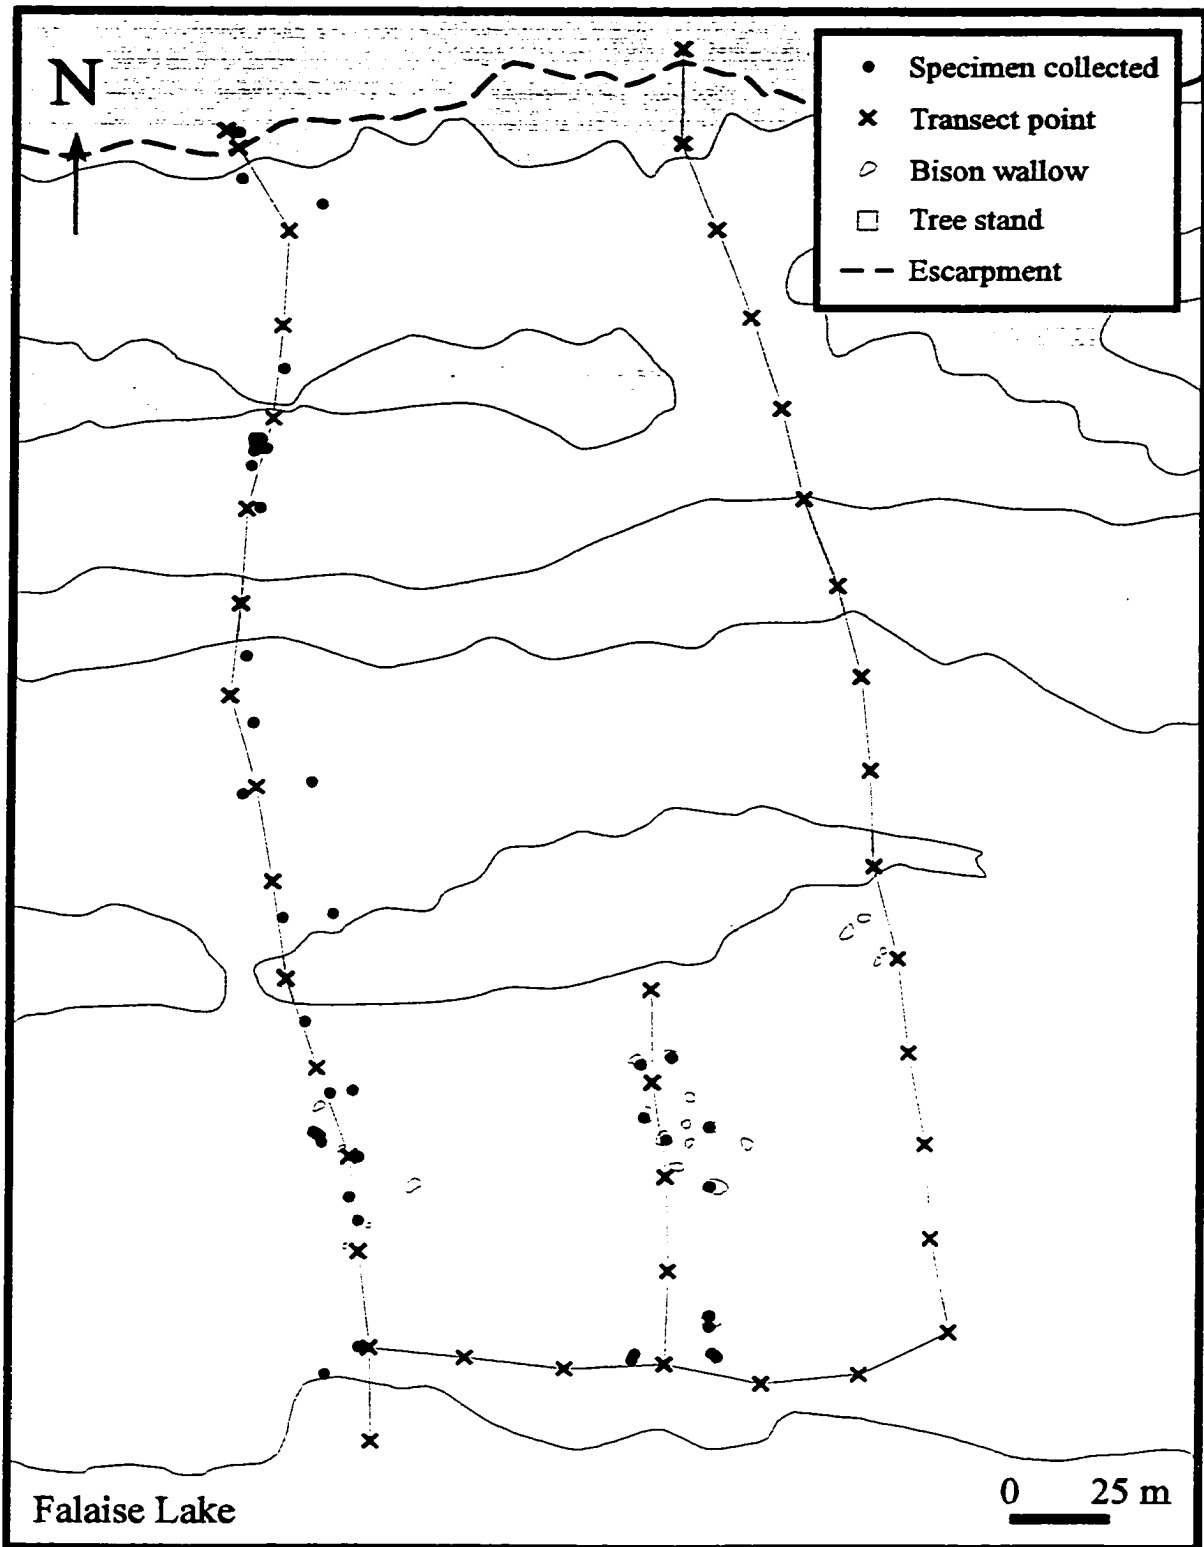 N
Specimen collected
Transect point
Bison wallow
Tree stand
Escarpment
Falaise Lake
0 25 m